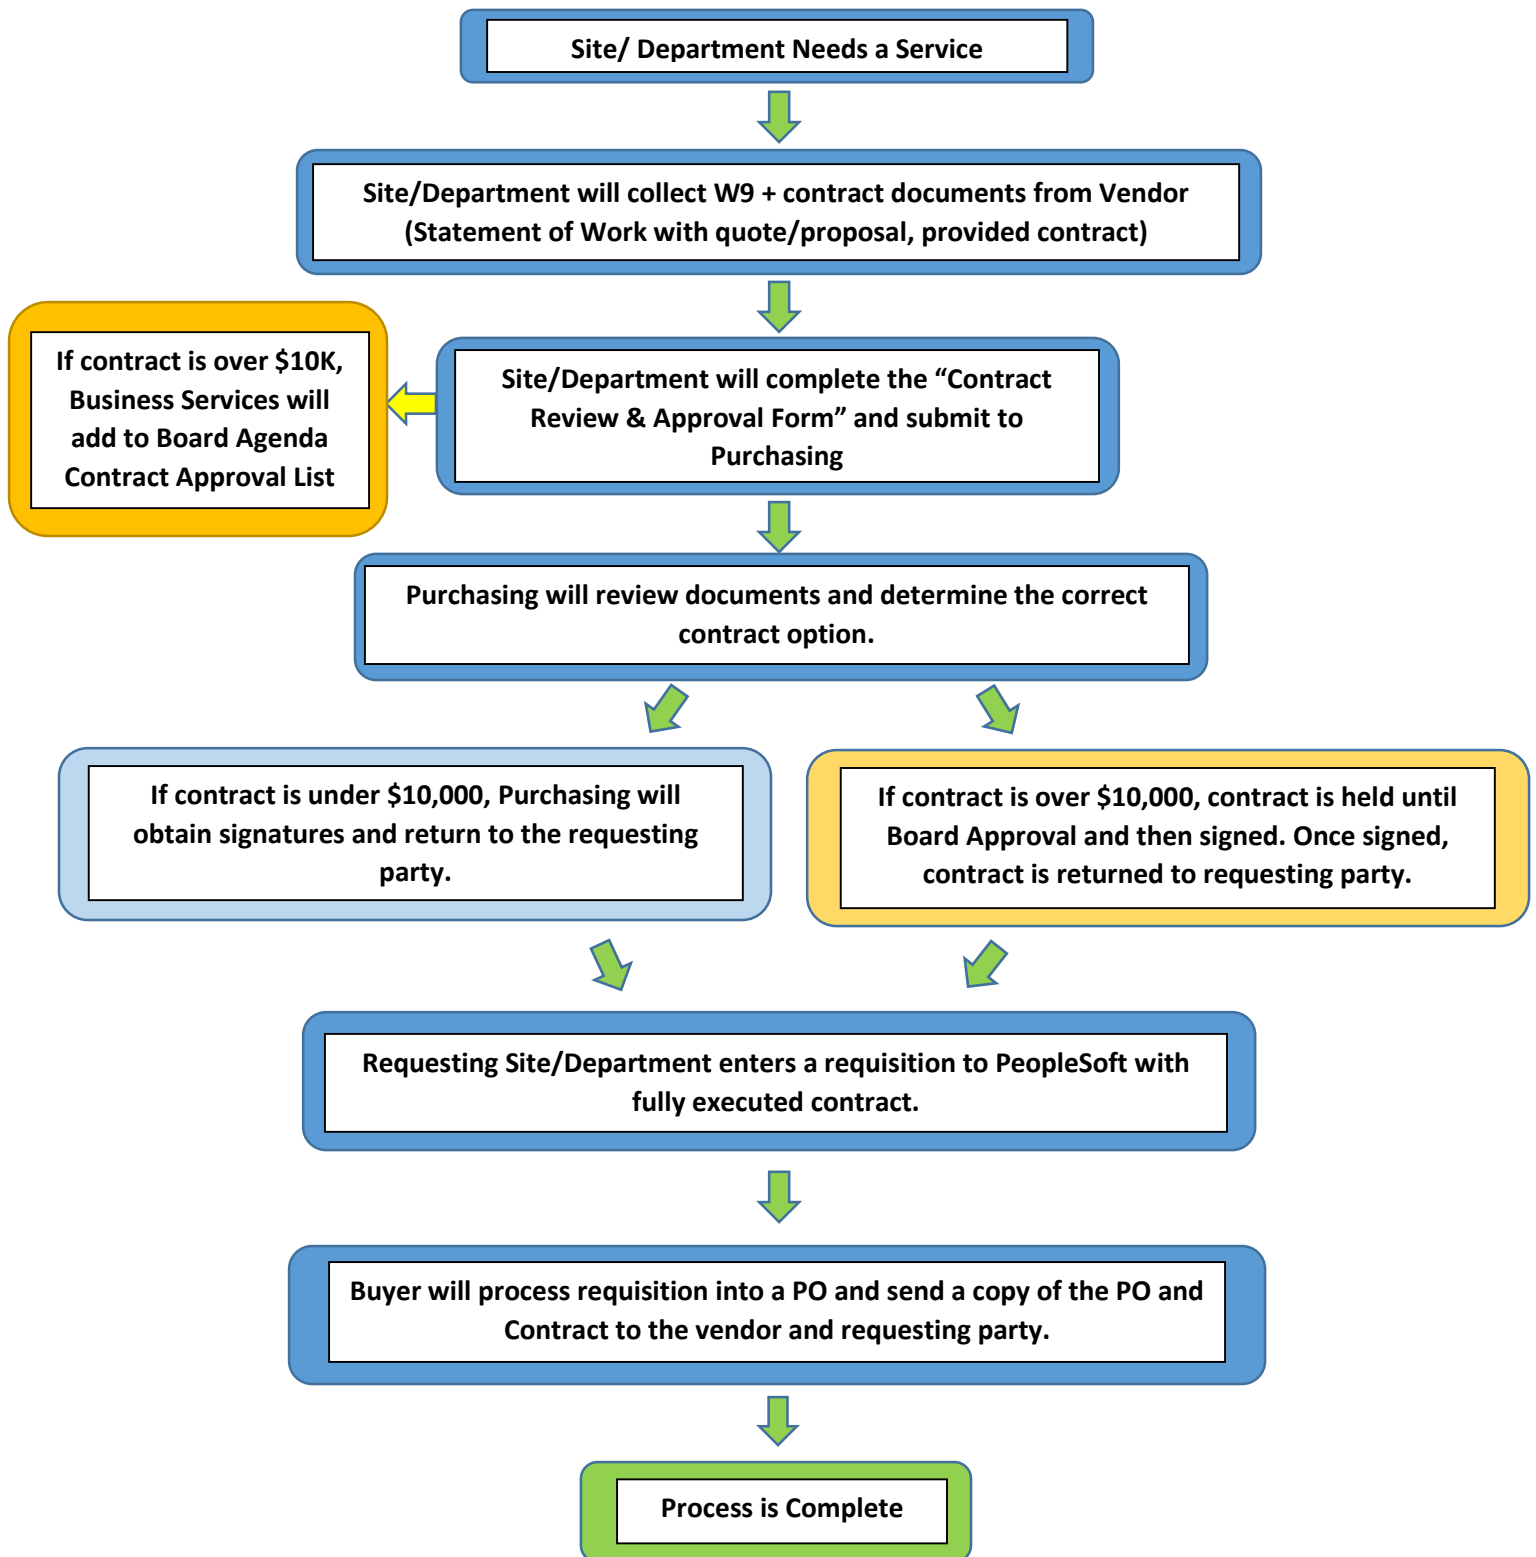 Site/ Department Needs a Service
Site/Department will collect W9 + contract documents from Vendor
(Statement of Work with quote/proposal, provided contract)
If contract is over $10K,
Business Services will
add to Board Agenda
Contract Approval List
Site/Department will complete the “Contract
Review & Approval Form” and submit to
Purchasing
Purchasing will review documents and determine the correct
contract option.
If contract is under $10,000, Purchasing will
obtain signatures and return to the requesting
party.
If contract is over $10,000, contract is held until
Board Approval and then signed. Once signed,
contract is returned to requesting party.
Requesting Site/Department enters a requisition to PeopleSoft with
fully executed contract.
Buyer will process requisition into a PO and send a copy of the PO and
Contract to the vendor and requesting party.
Process is Complete